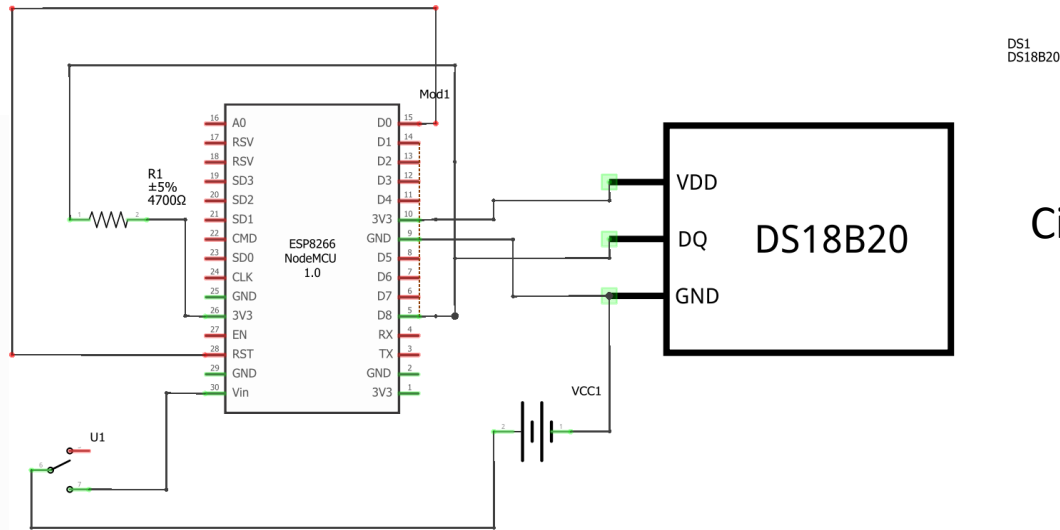 DS1
DS18B20
Mod1
16 A0
17 RSV
18 RSV
19 SD3
20 SD2
21 SD1
22 CMD
23 SD0
24 CLK
25 GND
26 3V3
27 EN
28 RST
29 GND
30 Vin
D0 15
D1 14
D2 13
D3 12
D4 11
3V3 10
GND 9
D5 8
D6 7
D7 6
D8 5
RX 4
TX 3
GND 2
3V3 1
ESP8266
NodeMCU
1.0
R1
±5%
4700Ω
1 2
VDD
DQ
GND
DS18B20
Ci
VCC1
2 1
U1
6
7